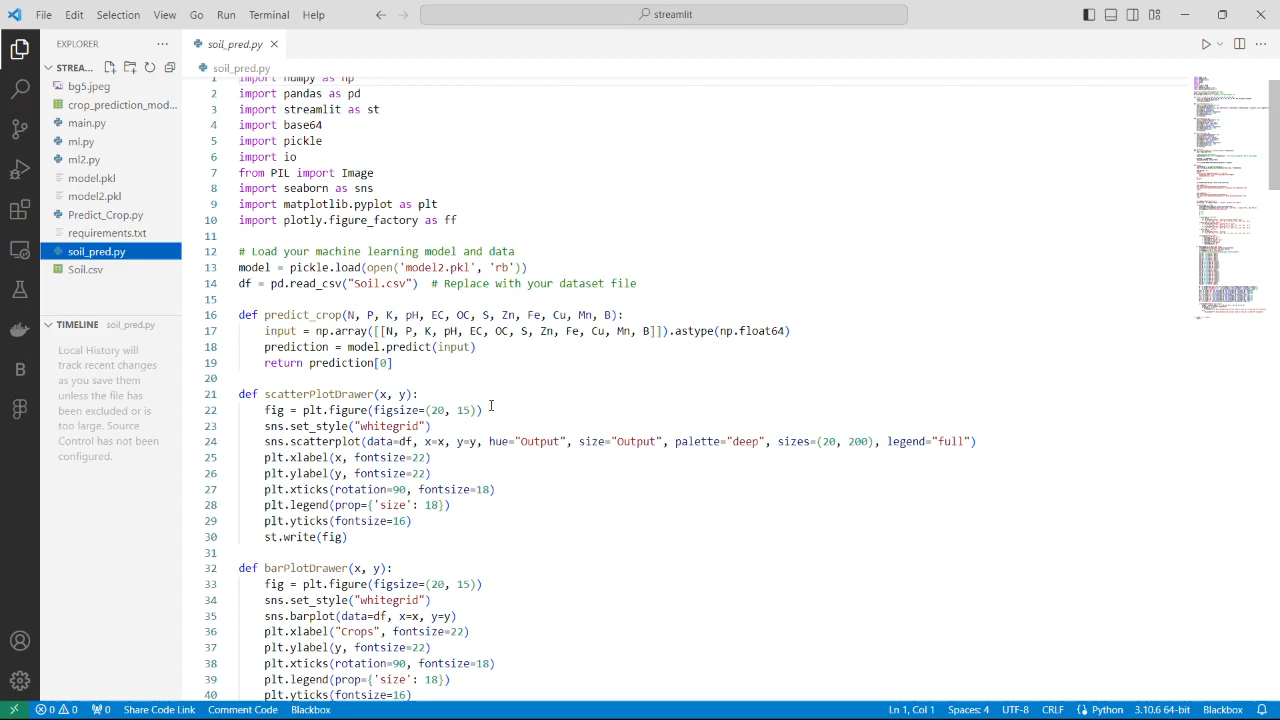 File Edit Selection View Go Run Terminal Help
streamlit
EXPLORER
soil_pred.py
STREA...
soil_pred.py
bg5.jpeg
crop_prediction_mod...
main.py
ml.py
ml2.py
model.pkl
model2.pkl
Predict_Crop.py
requirements.txt
soil_pred.py
Soil.csv
TIMELINE soil_pred.py
Local History will
track recent changes
as you save them
unless the file has
been excluded or is
too large. Source
Control has not been
configured.
1 import numpy as np
2 import pandas as pd
3 import streamlit as st
4 import base64
5 import pickle
6 import io
7 from PIL import Image
8 import seaborn as sns
9 import matplotlib.pyplot as plt
10 import plotly.figure_factory as ff
11
12 # Load your machine learning model and data
13 model = pickle.load(open('model2.pkl', 'rb'))
14 df = pd.read_csv("Soil.csv") # Replace with your dataset file
15
17 input = np.array([[N, P, K, pH, EC, OC, S, Zn, Fe, Cu, Mn, B]]).astype(np.float64)
18 prediction = model.predict(input)
19 return prediction[0]
20
21 def scatterPlotDrawer(x, y):
22 fig = plt.figure(figsize=(20, 15))
23 sns.set_style("whitegrid")
24 sns.scatterplot(data=df, x=x, y=y, hue="Output", size="Output", palette="deep", sizes=(20, 200), legend="full")
25 plt.xlabel(x, fontsize=22)
26 plt.ylabel(y, fontsize=22)
27 plt.xticks(rotation=90, fontsize=18)
28 plt.legend(prop={'size': 18})
29 plt.yticks(fontsize=16)
30 st.write(fig)
31
32 def barPlotDrawer(x, y):
33 fig = plt.figure(figsize=(20, 15))
34 sns.set_style("whitegrid")
35 sns.barplot(data=df, x=x, y=y)
36 plt.xlabel("Crops", fontsize=22)
37 plt.ylabel(y, fontsize=22)
38 plt.xticks(rotation=90, fontsize=18)
39 plt.legend(prop={'size': 18})
40 plt.yticks(fontsize=16)
0 0 0 Share Code Link Comment Code Blackbox Ln 1, Col 1 Spaces: 4 UTF-8 CRLF Python 3.10.6 64-bit Blackbox